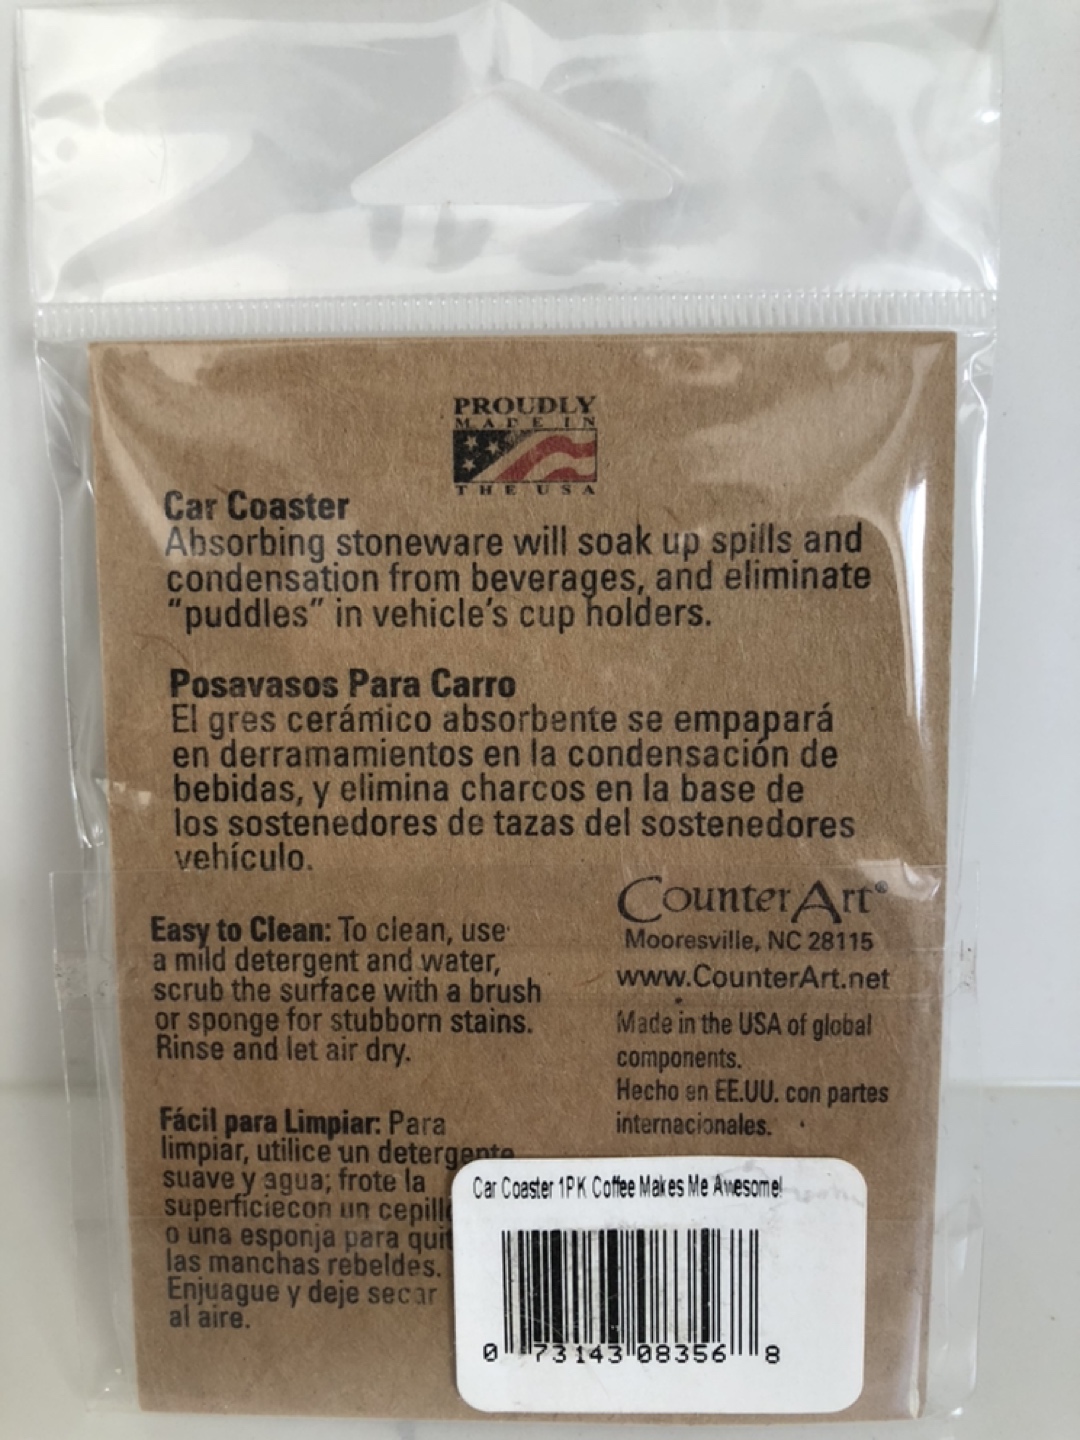 PROUDLY
MADE IN
THE USA
Car Coaster
Absorbing stoneware will soak up spills and
condensation from beverages, and eliminate
"puddles" in vehicle's cup holders.
Posavasos Para Carro
El gres cerámico absorbente se empapará
en derramamientos en la condensación de
bebidas, y elimina charcos en la base de
los sostenedores de tazas del sostenedores
vehículo.
Easy to Clean: To clean, use
a mild detergent and water,
scrub the surface with a brush
or sponge for stubborn stains.
Rinse and let air dry.
CounterArt®
Mooresville, NC 28115
www.CounterArt.net
Made in the USA of global
components.
Hecho en EE.UU. con partes
internacionales.
Fácil para Limpiar: Para
limpiar, utilice un detergente
suave y agua; frote la
superficiecon un cepill
o una esponja para quit
las manchas rebeldes.
Enjuague y deje secar
al aire.
Car Coaster 1PK Coffee Makes Me Awesome!
0 73143 08356 8